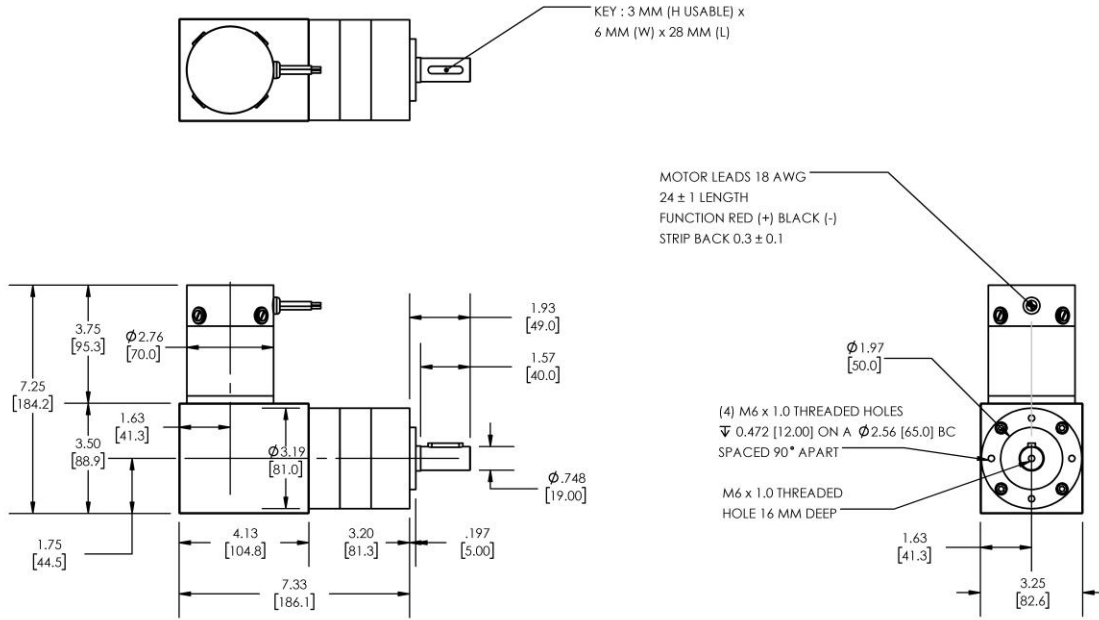 KEY : 3 MM (H USABLE) x
6 MM (W) x 28 MM (L)
MOTOR LEADS 18 AWG
24 ± 1 LENGTH
FUNCTION RED (+) BLACK (-)
STRIP BACK 0.3 ± 0.1
7.25
[184.2]
3.75
[95.3]
Ø2.76
[70.0]
1.93
[49.0]
1.57
[40.0]
1.63
[41.3]
3.50
[88.9]
Ø3.19
[81.0]
Ø.748
[19.00]
1.75
[44.5]
4.13
[104.8]
3.20
[81.3]
.197
[5.00]
7.33
[186.1]
Ø1.97
[50.0]
(4) M6 x 1.0 THREADED HOLES
↧ 0.472 [12.00] ON A Ø2.56 [65.0] BC
SPACED 90° APART
M6 x 1.0 THREADED
HOLE 16 MM DEEP
1.63
[41.3]
3.25
[82.6]